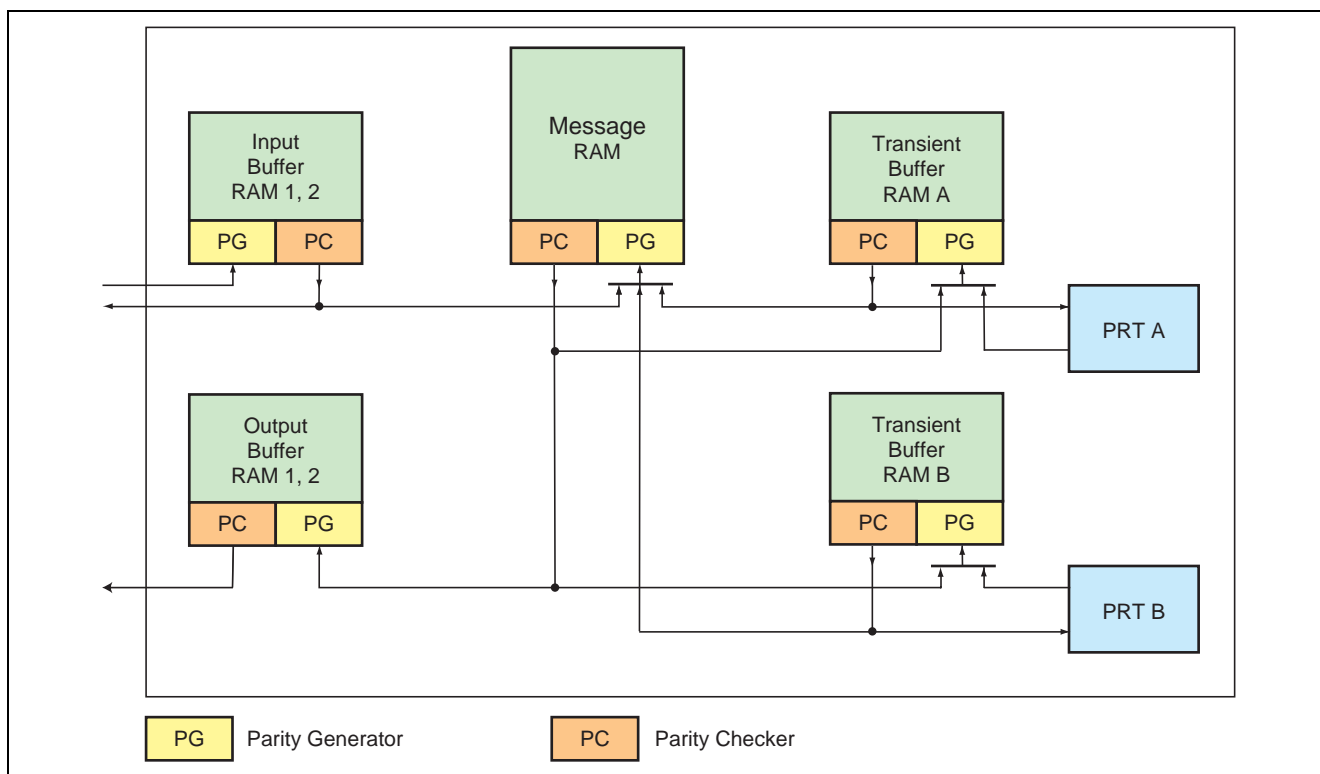 Input
Buffer
RAM 1, 2
PG
PC
Message
RAM
PC
PG
Transient
Buffer
RAM A
PC
PG
PRT A
Output
Buffer
RAM 1, 2
PC
PG
Transient
Buffer
RAM B
PC
PG
PRT B
PG
Parity Generator
PC
Parity Checker